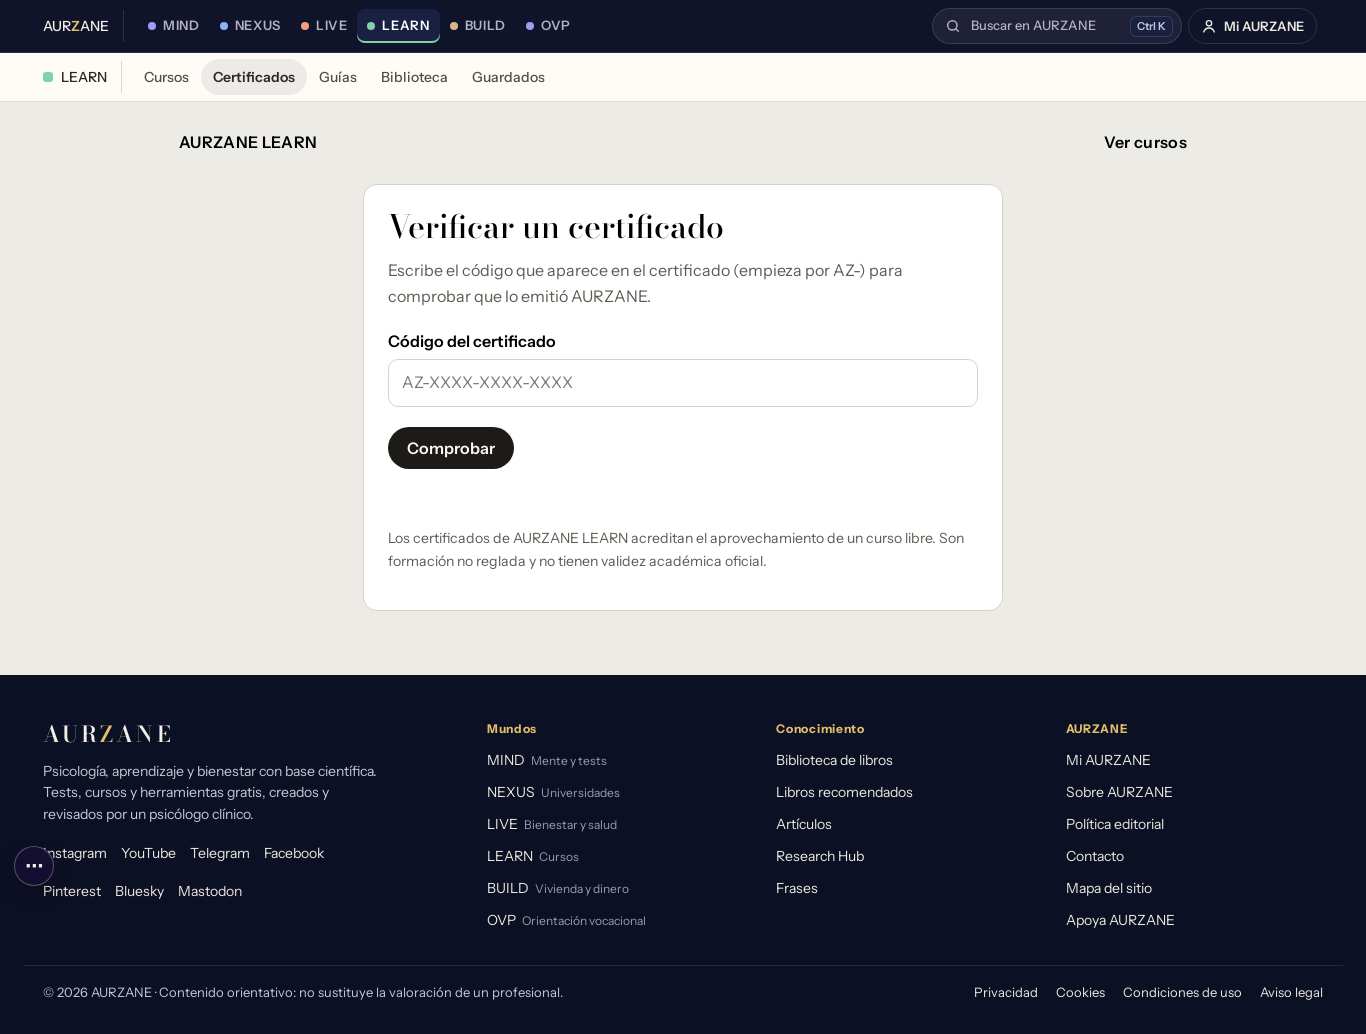 AURZANE
MIND
NEXUS
LIVE
LEARN
BUILD
OVP
Buscar en AURZANE
Ctrl K
Mi AURZANE
LEARN
Cursos
Certificados
Guías
Biblioteca
Guardados
AURZANE LEARN
Ver cursos
Verificar un certificado
Escribe el código que aparece en el certificado (empieza por AZ-) para
comprobar que lo emitió AURZANE.
Código del certificado
AZ-XXXX-XXXX-XXXX
Comprobar
Los certificados de AURZANE LEARN acreditan el aprovechamiento de un curso libre. Son
formación no reglada y no tienen validez académica oficial.
AURZANE
Psicología, aprendizaje y bienestar con base científica.
Tests, cursos y herramientas gratis, creados y
revisados por un psicólogo clínico.
Instagram YouTube Telegram Facebook
Pinterest Bluesky Mastodon
Mundos
MIND Mente y tests
NEXUS Universidades
LIVE Bienestar y salud
LEARN Cursos
BUILD Vivienda y dinero
OVP Orientación vocacional
Conocimiento
Biblioteca de libros
Libros recomendados
Artículos
Research Hub
Frases
AURZANE
Mi AURZANE
Sobre AURZANE
Política editorial
Contacto
Mapa del sitio
Apoya AURZANE
© 2026 AURZANE · Contenido orientativo: no sustituye la valoración de un profesional.
Privacidad Cookies Condiciones de uso Aviso legal